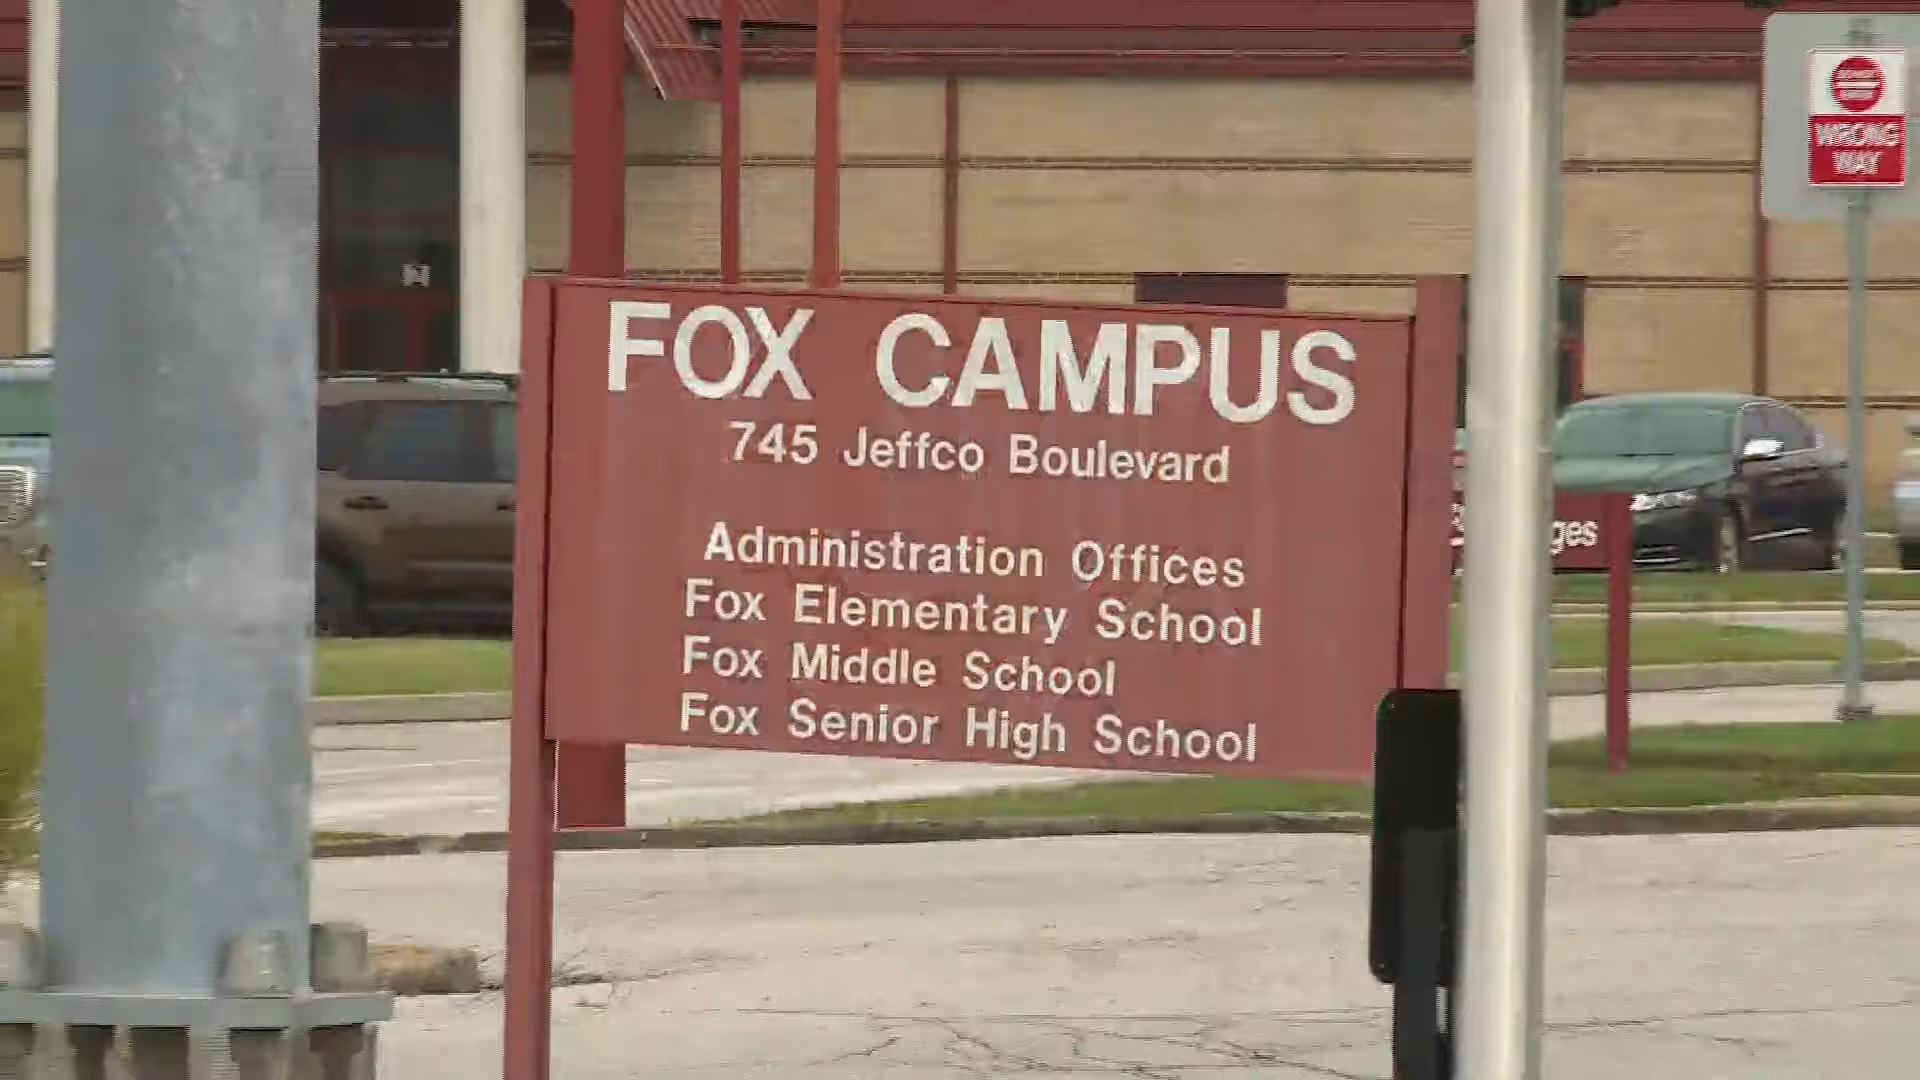 FOX CAMPUS
745 Jeffco Boulevard
Administration Offices
Fox Elementary School
Fox Middle School
Fox Senior High School
WRONG
WAY